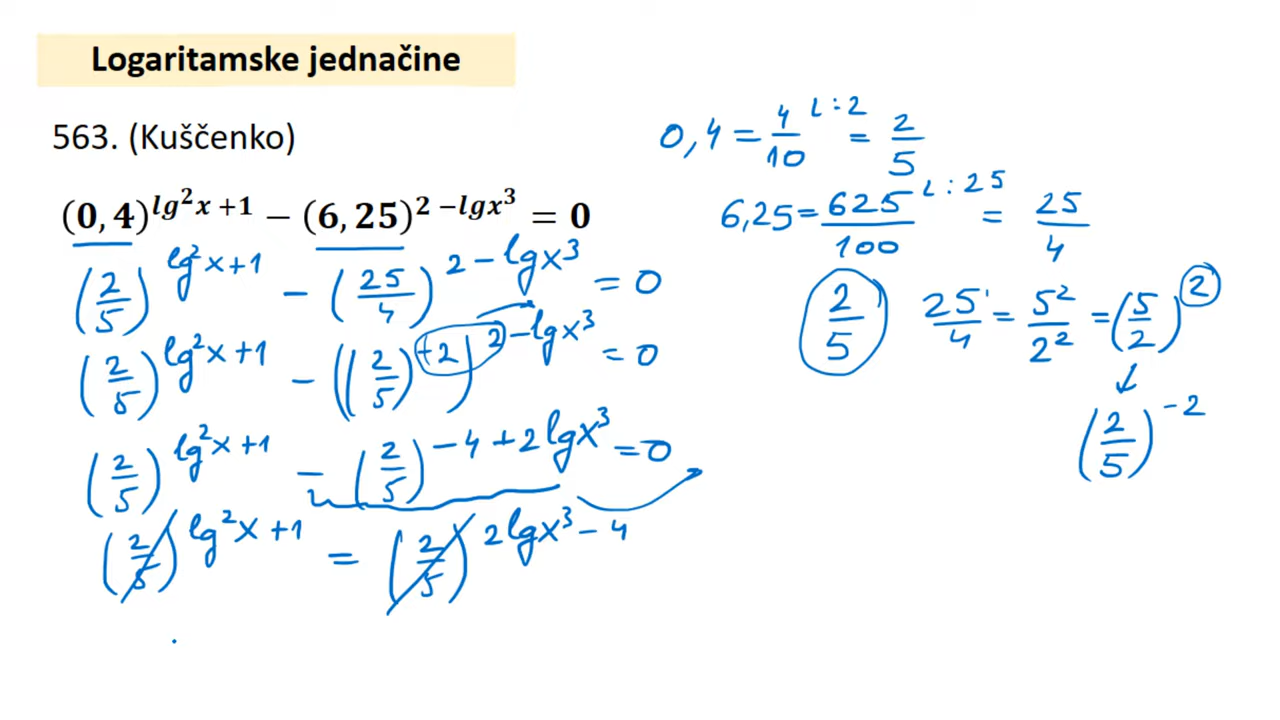 Logaritamske jednačine
563. (Kuščenko)
(0,4)^{lg²x +1} − (6,25)^{2 −lgx³} = 0
(2/5)^{lg²x+1} − (25/4)^{2−lgx³} = 0
(2/5)^{lg²x+1} − ((2/5)^{-2})^{2−lgx³} = 0
(2/5)^{lg²x+1} − (2/5)^{−4+2lgx³} = 0
(2/5)^{lg²x+1} = (2/5)^{2lgx³−4}
0,4 = 4/10 L:2 = 2/5
6,25 = 625/100 L:25 = 25/4
2/5
25/4 = 5²/2² = (5/2)²
↓
(2/5)^{-2}